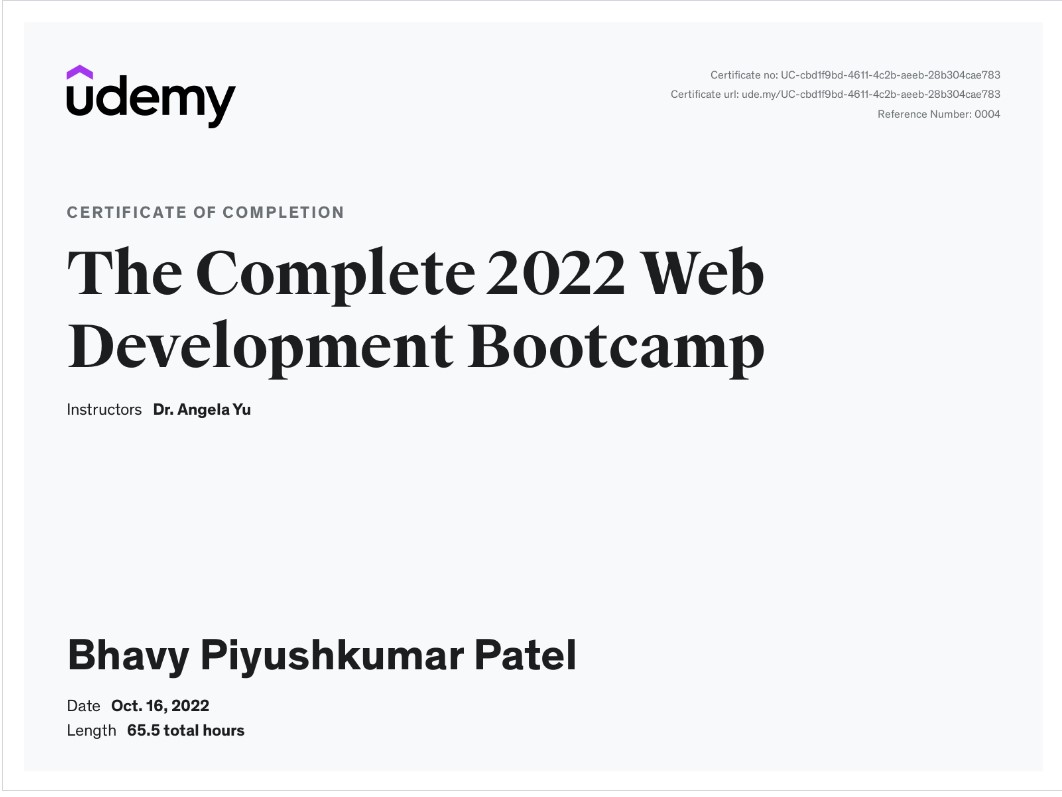 udemy
Certificate no: UC-cbd1f9bd-4611-4c2b-aeeb-28b304cae783
Certificate url: ude.my/UC-cbd1f9bd-4611-4c2b-aeeb-28b304cae783
Reference Number: 0004
CERTIFICATE OF COMPLETION
The Complete 2022 Web
Development Bootcamp
Instructors Dr. Angela Yu
Bhavy Piyushkumar Patel
Date Oct. 16, 2022
Length 65.5 total hours